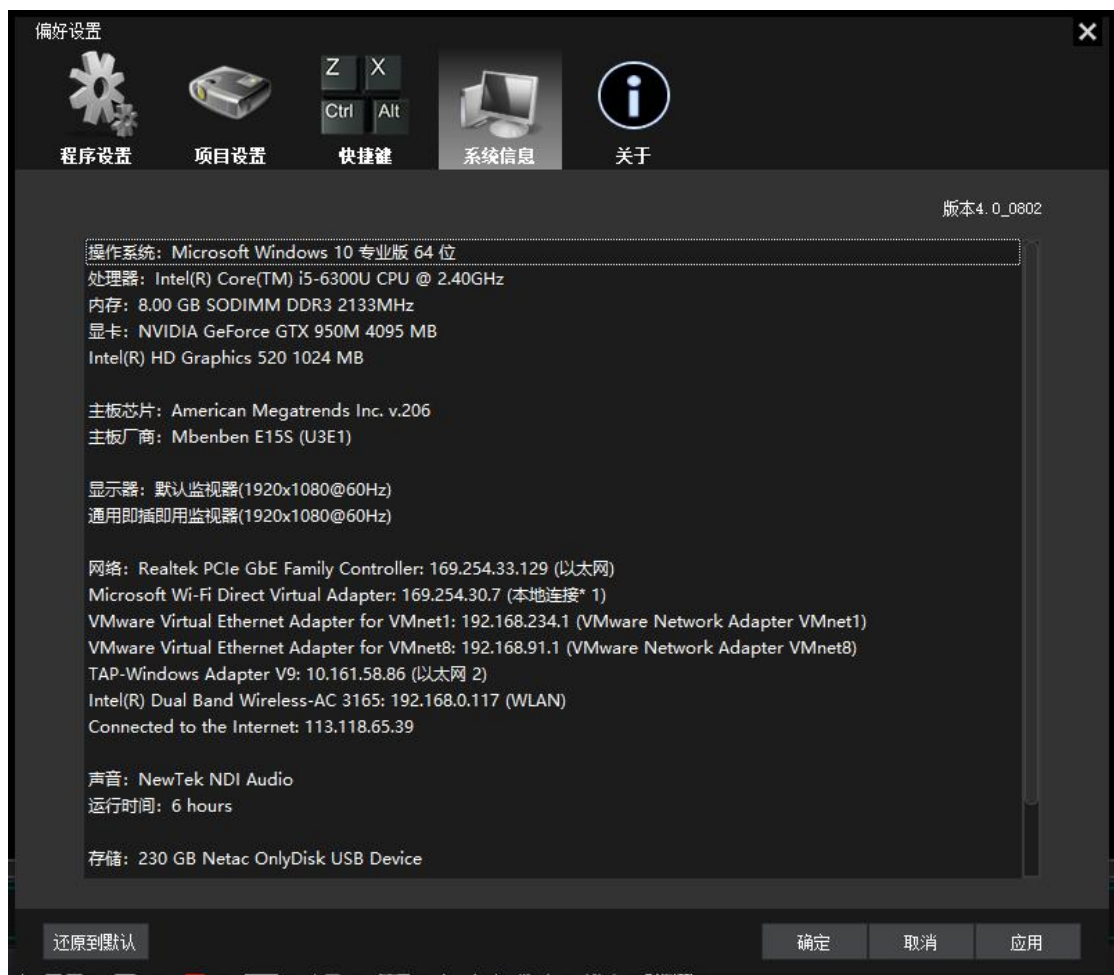 偏好设置
Z X
Ctrl Alt
程序设置 项目设置 快捷键 系统信息 关于
版本4.0_0802
操作系统：Microsoft Windows 10 专业版 64 位
处理器：Intel(R) Core(TM) i5-6300U CPU @ 2.40GHz
内存：8.00 GB SODIMM DDR3 2133MHz
显卡：NVIDIA GeForce GTX 950M 4095 MB
Intel(R) HD Graphics 520 1024 MB
主板芯片：American Megatrends Inc. v.206
主板厂商：Mbenben E15S (U3E1)
显示器：默认监视器(1920x1080@60Hz)
通用即插即用监视器(1920x1080@60Hz)
网络：Realtek PCIe GbE Family Controller: 169.254.33.129 (以太网)
Microsoft Wi-Fi Direct Virtual Adapter: 169.254.30.7 (本地连接* 1)
VMware Virtual Ethernet Adapter for VMnet1: 192.168.234.1 (VMware Network Adapter VMnet1)
VMware Virtual Ethernet Adapter for VMnet8: 192.168.91.1 (VMware Network Adapter VMnet8)
TAP-Windows Adapter V9: 10.161.58.86 (以太网 2)
Intel(R) Dual Band Wireless-AC 3165: 192.168.0.117 (WLAN)
Connected to the Internet: 113.118.65.39
声音：NewTek NDI Audio
运行时间：6 hours
存储：230 GB Netac OnlyDisk USB Device
还原到默认 确定 取消 应用